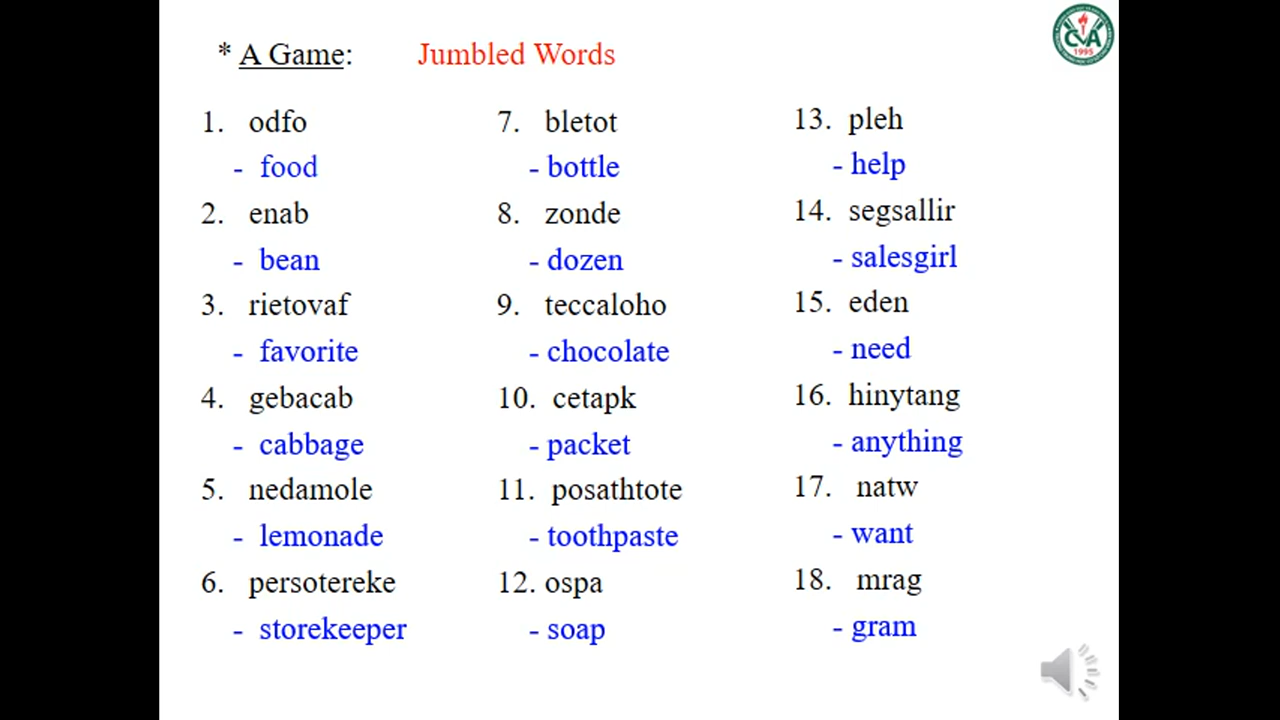 * A Game: Jumbled Words
CVA
1995
1. odfo
- food
2. enab
- bean
3. rietovaf
- favorite
4. gebacab
- cabbage
5. nedamole
- lemonade
6. persotereke
- storekeeper
7. bletot
- bottle
8. zonde
- dozen
9. teccaloho
- chocolate
10. cetapk
- packet
11. posathtote
- toothpaste
12. ospa
- soap
13. pleh
- help
14. segsallir
- salesgirl
15. eden
- need
16. hinytang
- anything
17. natw
- want
18. mrag
- gram